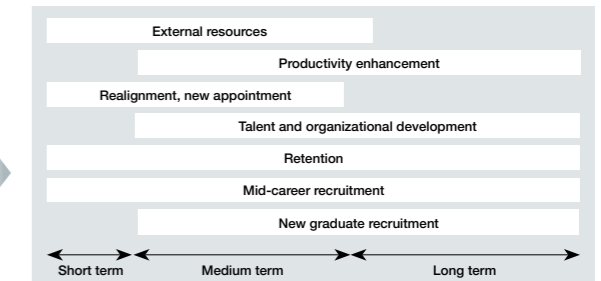 External resources
Productivity enhancement
Realignment, new appointment
Talent and organizational development
Retention
Mid-career recruitment
New graduate recruitment
Short term Medium term Long term